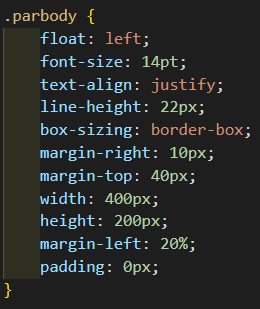 .parbody {
    float: left;
    font-size: 14pt;
    text-align: justify;
    line-height: 22px;
    box-sizing: border-box;
    margin-right: 10px;
    margin-top: 40px;
    width: 400px;
    height: 200px;
    margin-left: 20%;
    padding: 0px;
}